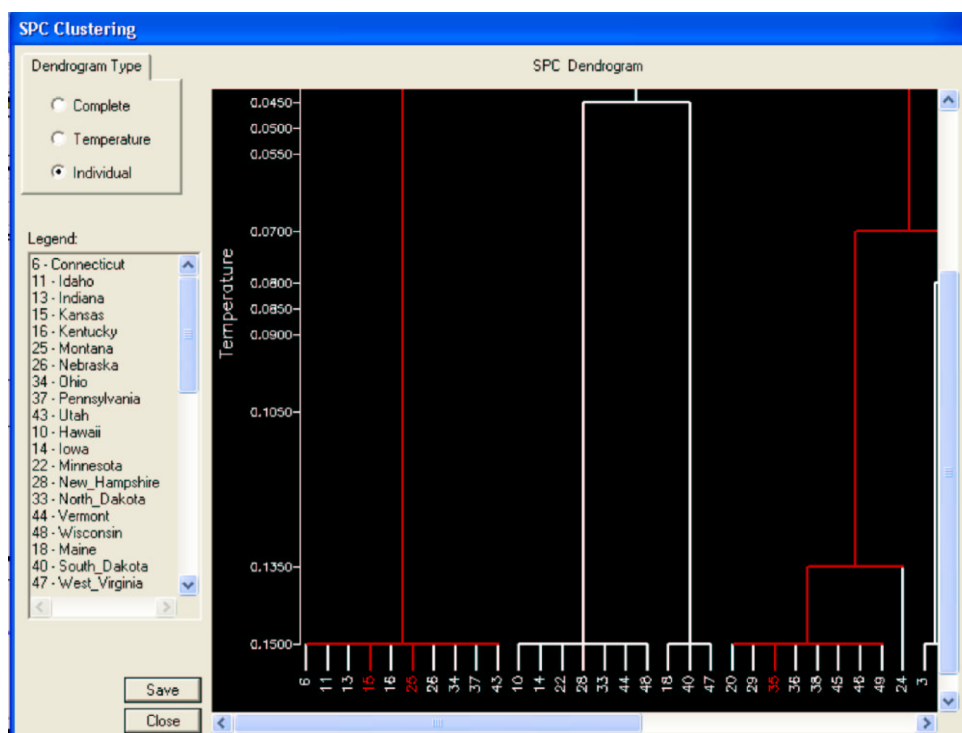 SPC Clustering
Dendrogram Type
Complete
Temperature
Individual
Legend:
6 - Connecticut
11 - Idaho
13 - Indiana
15 - Kansas
16 - Kentucky
25 - Montana
26 - Nebraska
34 - Ohio
37 - Pennsylvania
43 - Utah
10 - Hawaii
14 - Iowa
22 - Minnesota
28 - New_Hampshire
33 - North_Dakota
44 - Vermont
48 - Wisconsin
18 - Maine
40 - South_Dakota
47 - West_Virginia
Save
Close
SPC Dendrogram
Temperature
0.0450
0.0500
0.0550
0.0700
0.0800
0.0850
0.0900
0.1050
0.1350
0.1500
6 11 13 15 16 25 26 34 37 43 10 14 22 28 33 44 48 18 40 47 20 29 35 36 38 45 46 49 24 3